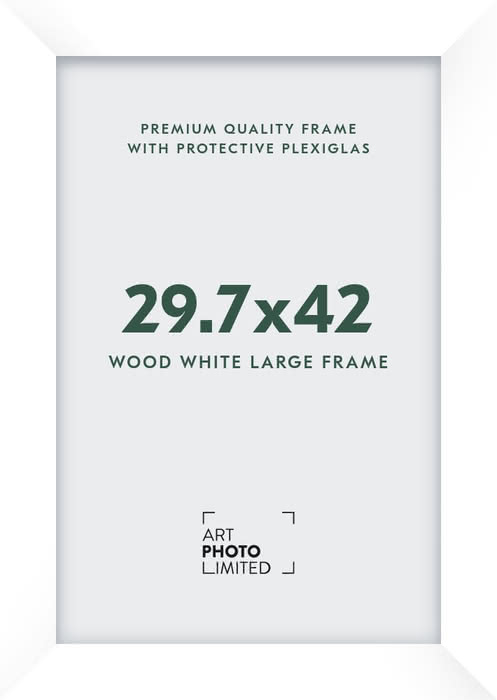 PREMIUM QUALITY FRAME
WITH PROTECTIVE PLEXIGLAS
29.7x42
WOOD WHITE LARGE FRAME
ART
PHOTO
LIMITED